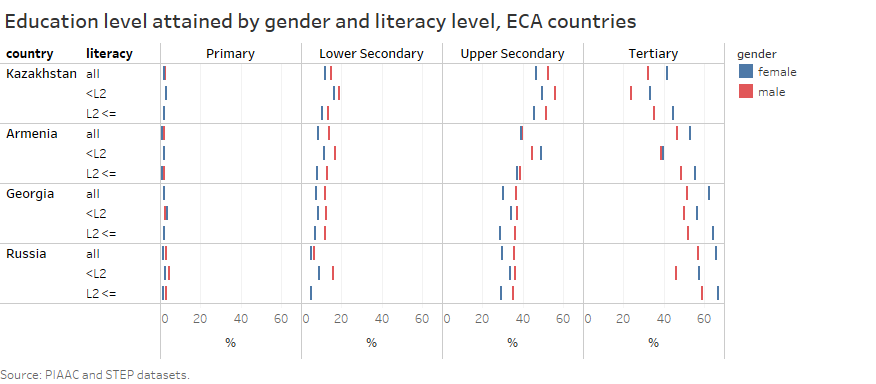 Education level attained by gender and literacy level, ECA countries
country literacy Primary Lower Secondary Upper Secondary Tertiary
gender
female
male
Kazakhstan all
<L2
L2 <=
Armenia all
<L2
L2 <=
Georgia all
<L2
L2 <=
Russia all
<L2
L2 <=
0 20 40 60 0 20 40 60 0 20 40 60 0 20 40 60
% % % %
Source: PIAAC and STEP datasets.